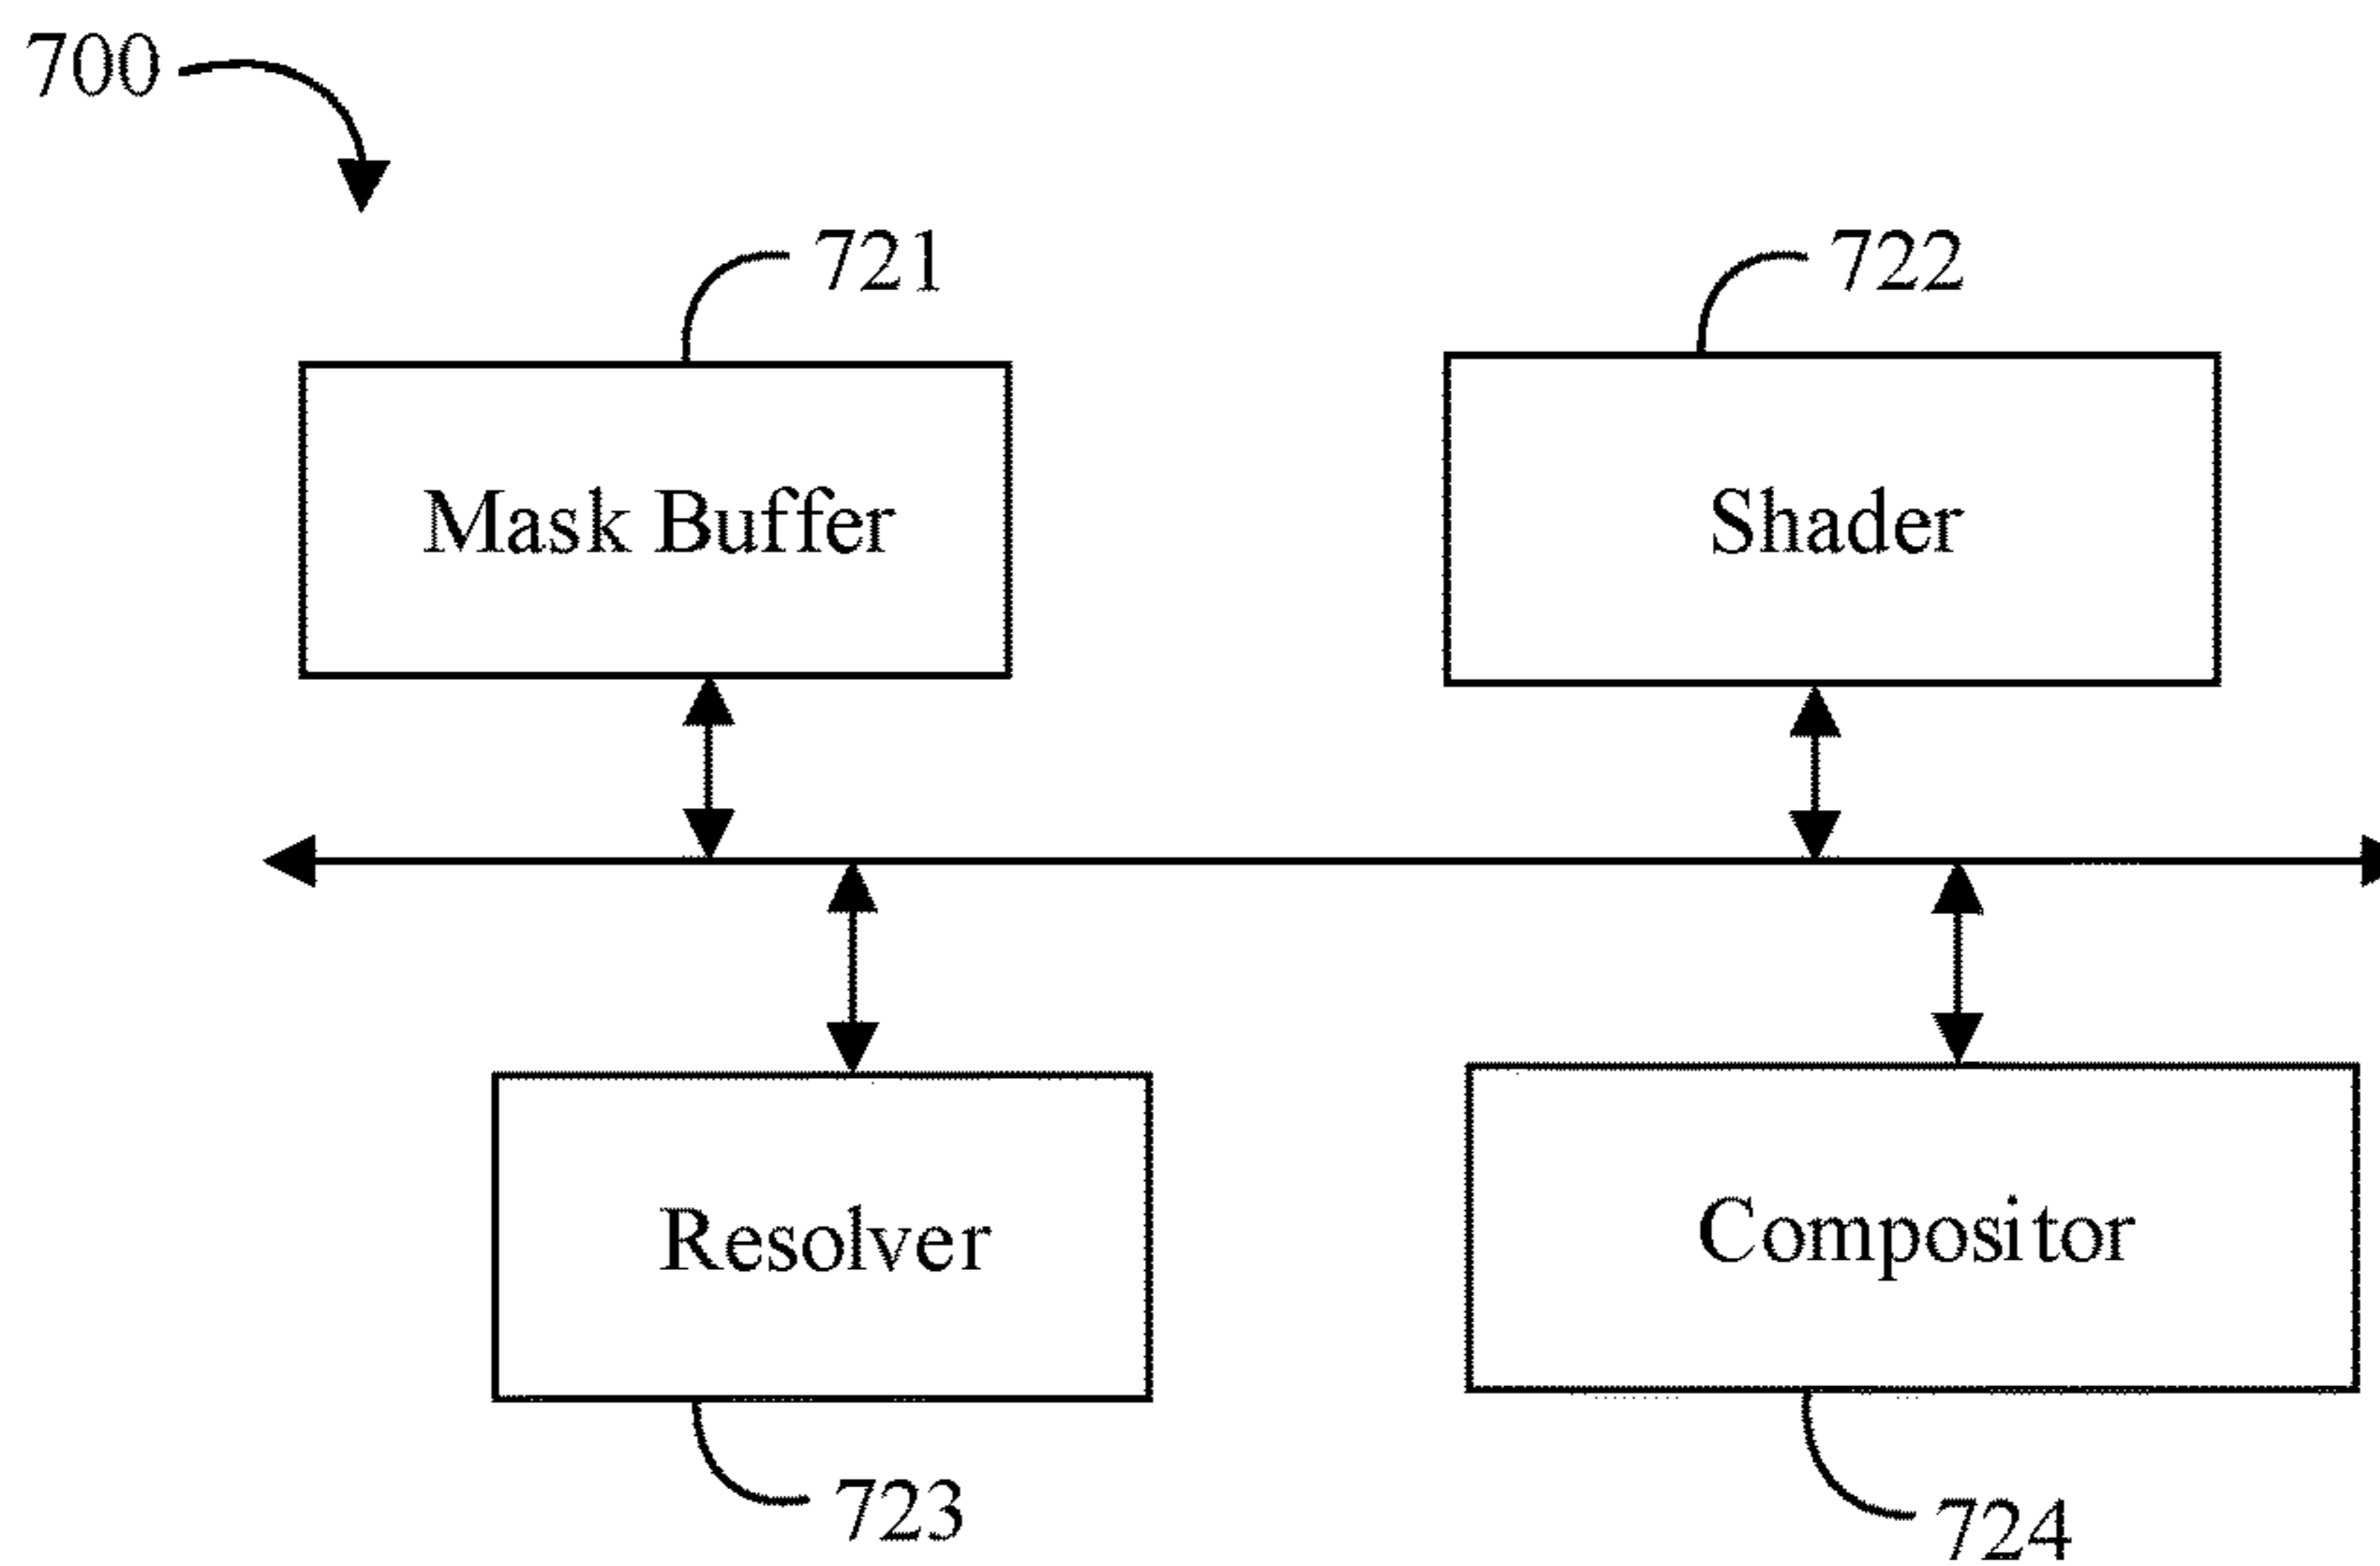 700
721
722
Mask Buffer
Shader
Resolver
Compositor
723
724